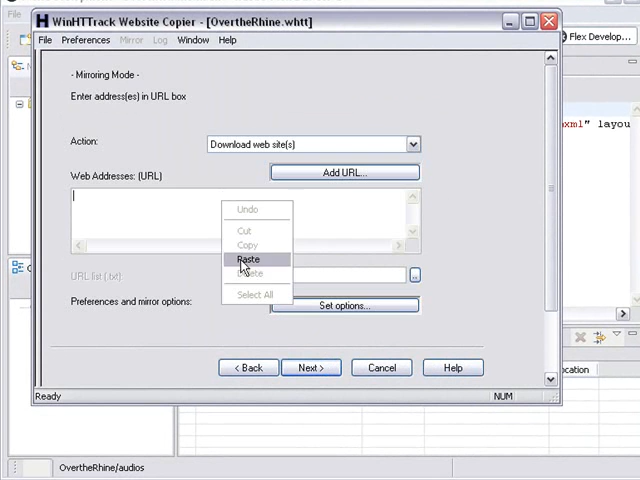 WinHTTrack Website Copier - [OvertheRhine.whtt]
File Preferences Mirror Log Window Help
Flex Develop...
- Mirroring Mode -
Enter address(es) in URL box
xml" layou
Action: Download web site(s)
Web Addresses: (URL) Add URL...
Undo
Cut
Copy
Paste
Delete
Select All
URL list (.txt)
..
Preferences and mirror options: Set options...
< Back Next > Cancel Help
ocation
Ready NUM
OvertheRhine/audios